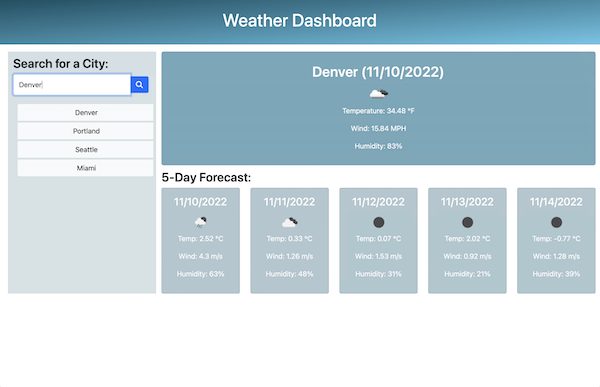 Weather Dashboard
Search for a City:
Denver
Denver
Portland
Seattle
Miami
Denver (11/10/2022)
Temperature: 34.48 °F
Wind: 15.84 MPH
Humidity: 83%
5-Day Forecast:
11/10/2022
Temp: 2.52 °C
Wind: 4.3 m/s
Humidity: 63%
11/11/2022
Temp: 0.33 °C
Wind: 1.26 m/s
Humidity: 48%
11/12/2022
Temp: 0.07 °C
Wind: 1.53 m/s
Humidity: 31%
11/13/2022
Temp: 2.02 °C
Wind: 0.92 m/s
Humidity: 21%
11/14/2022
Temp: -0.77 °C
Wind: 1.28 m/s
Humidity: 39%